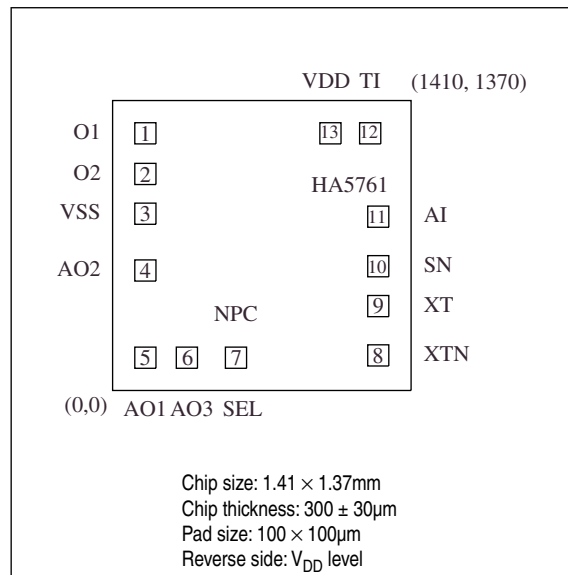 VDD TI (1410, 1370)
O1 1 13 12
O2 2 HA5761
VSS 3 11 AI
AO2 4 10 SN
9 XT
NPC
5 6 7 8 XTN
(0,0) AO1 AO3 SEL
Chip size: 1.41 × 1.37mm
Chip thickness: 300 ± 30µm
Pad size: 100 × 100µm
Reverse side: VDD level